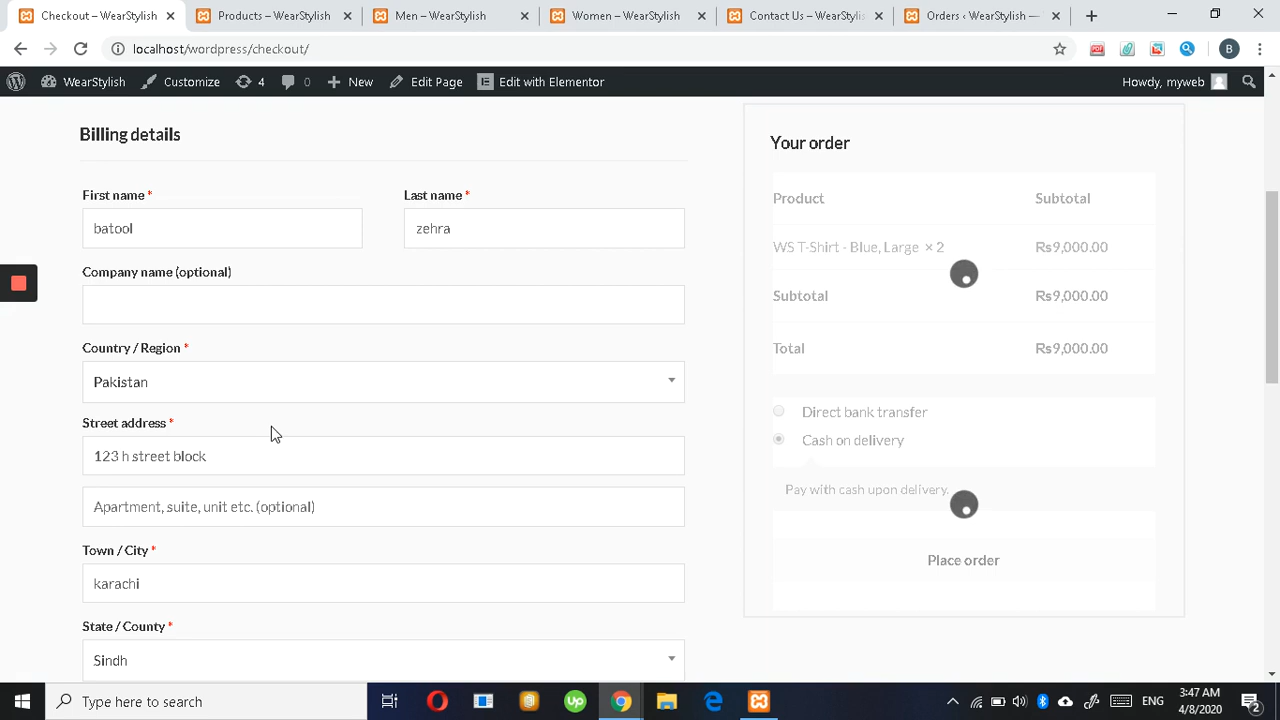 Checkout – WearStylish
Products – WearStylish
Men – WearStylish
Women – WearStylish
Contact Us – WearStylish
Orders ‹ WearStylish —
localhost/wordpress/checkout/
PDF
B
WearStylish
Customize
4
0
New
Edit Page
Edit with Elementor
Howdy, myweb
Billing details
First name *
Last name *
batool
zehra
Company name (optional)
Country / Region *
Pakistan
Street address *
123 h street block
Apartment, suite, unit etc. (optional)
Town / City *
karachi
State / County *
Sindh
Your order
Product Subtotal
WS T-Shirt - Blue, Large × 2 ₨9,000.00
Subtotal ₨9,000.00
Total ₨9,000.00
Direct bank transfer
Cash on delivery
Pay with cash upon delivery.
Place order
Type here to search
Up
ENG
3:47 AM
4/8/2020
2